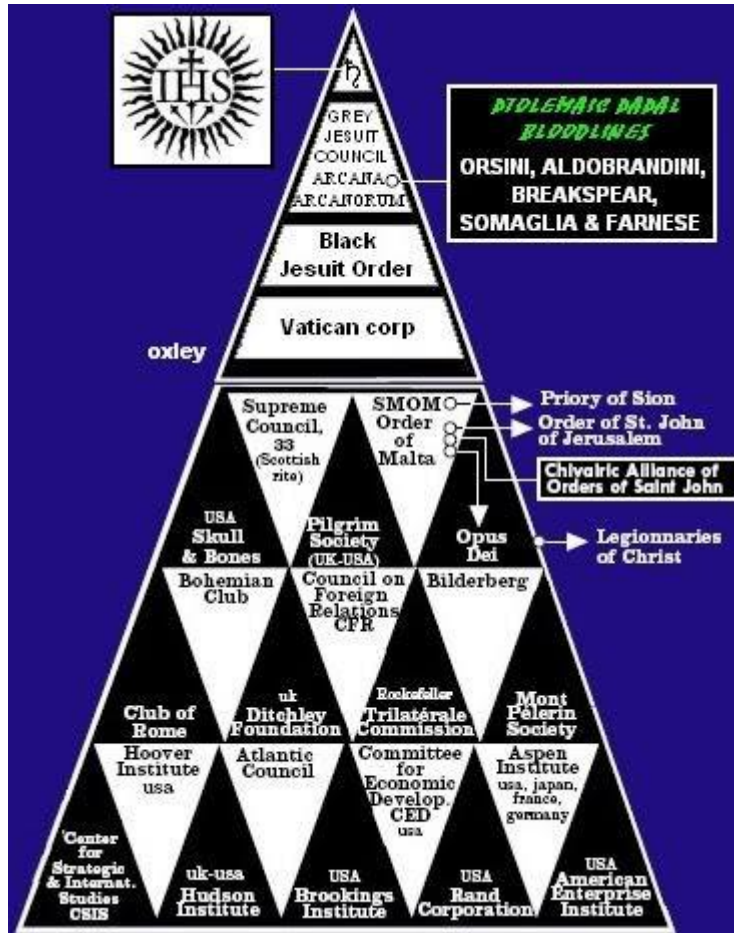 IHS
♄
GREY
JESUIT
COUNCIL
ARCANA
ARCANORUM
PTOLEMAIC PAPAL
BLOODLINES
ORSINI, ALDOBRANDINI,
BREAKSPEAR,
SOMAGLIA & FARNESE
Black
Jesuit Order
Vatican corp
oxley
Supreme
Council,
33
(Scottish
rite)
SMOM
Order
of
Malta
Priory of Sion
Order of St. John
of Jerusalem
Chivalric Alliance of
Orders of Saint John
USA
Skull
& Bones
Pilgrim
Society
(UK-USA)
Opus
Dei
Legionnaries
of Christ
Bohemian
Club
Council on
Foreign
Relations
CFR
Bilderberg
Club of
Rome
uk
Ditchley
Foundation
Rockefeller
Trilatérale
Commission
Mont
Pélerin
Society
Hoover
Institute
usa
Atlantic
Council
Committee
for
Economic
Develop.
CED
usa
Aspen
Institute
usa, japan,
france,
germany
'Center
for
Strategic
& Internat.
Studies
CSIS
uk-usa
Hudson
Institute
USA
Brookings
Institute
USA
Rand
Corporation
USA
American
Enterprise
Institute